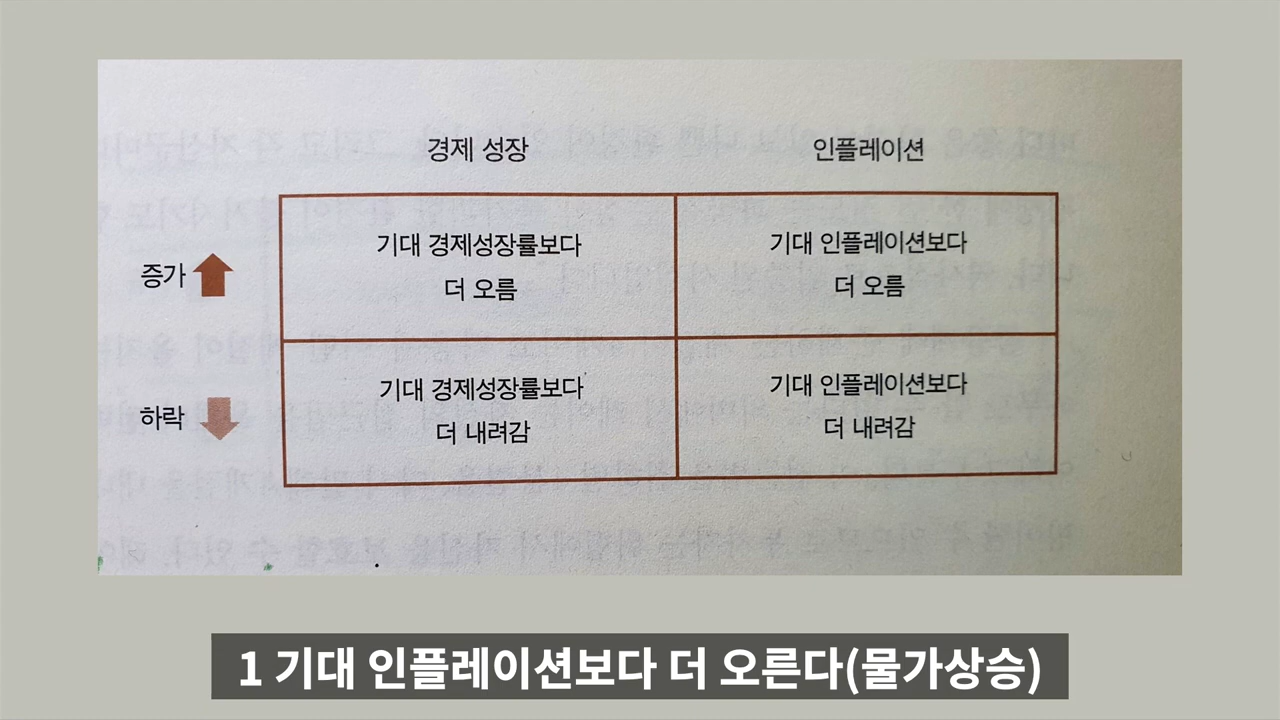 경제 성장
인플레이션
증가
기대 경제성장률보다
더 오름
기대 인플레이션보다
더 오름
하락
기대 경제성장률보다
더 내려감
기대 인플레이션보다
더 내려감
1 기대 인플레이션보다 더 오른다(물가상승)